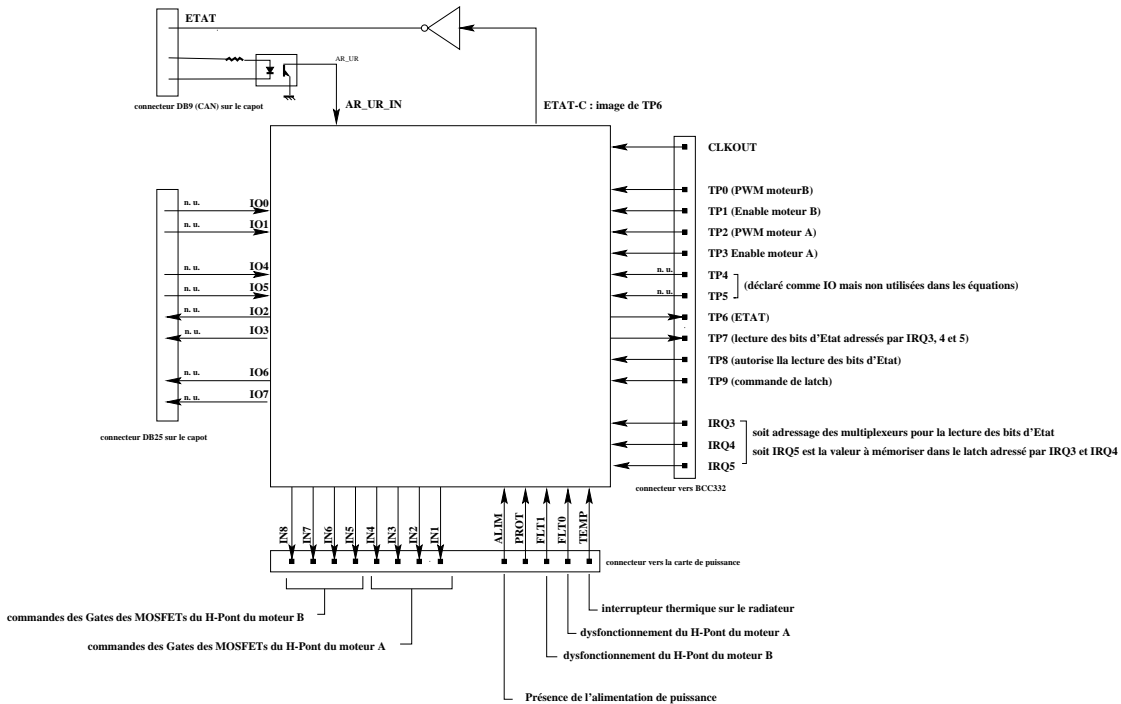 ETAT
AR_UR
connecteur DB9 (CAN) sur le capot
AR_UR_IN
ETAT-C : image de TP6
CLKOUT
TP0 (PWM moteurB)
TP1 (Enable moteur B)
TP2 (PWM moteur A)
TP3 Enable moteur A)
n. u. TP4
n. u. TP5
(déclaré comme IO mais non utilisées dans les équations)
TP6 (ETAT)
TP7 (lecture des bits d'Etat adressés par IRQ3, 4 et 5)
TP8 (autorise lla lecture des bits d'Etat)
TP9 (commande de latch)
IRQ3
IRQ4
IRQ5
soit adressage des multiplexeurs pour la lecture des bits d'Etat
soit IRQ5 est la valeur à mémoriser dans le latch adressé par IRQ3 et IRQ4
connecteur vers BCC332
n. u. IO0
n. u. IO1
n. u. IO4
n. u. IO5
n. u. IO2
n. u. IO3
n. u. IO6
n. u. IO7
connecteur DB25 sur le capot
IN8
IN7
IN6
IN5
IN4
IN3
IN2
IN1
ALIM
PROT
FLT1
FLT0
TEMP
connecteur vers la carte de puissance
commandes des Gates des MOSFETs du H-Pont du moteur B
commandes des Gates des MOSFETs du H-Pont du moteur A
interrupteur thermique sur le radiateur
dysfonctionnement du H-Pont du moteur A
dysfonctionnement du H-Pont du moteur B
Présence de l'alimentation de puissance